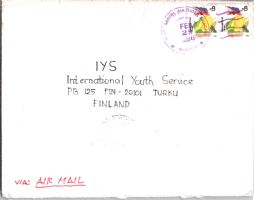 IYS
International Youth Service
PB 125 FIN-20101 TURKU
FINLAND
VIA: AIR MAIL